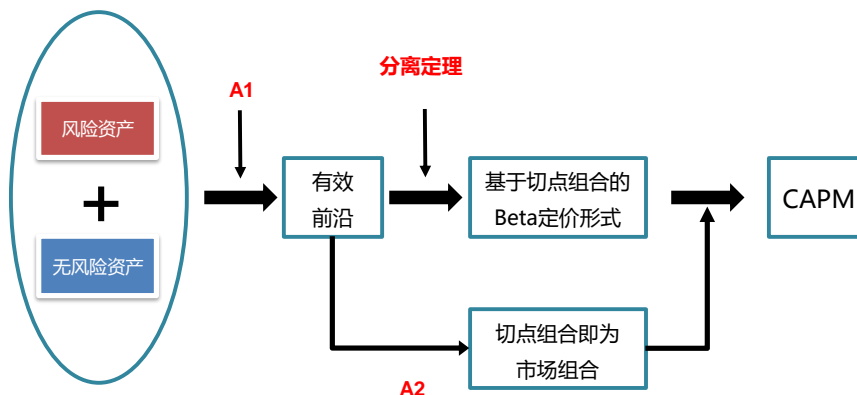 分离定理
A1
风险资产
+
无风险资产
有效
前沿
基于切点组合的
Beta定价形式
CAPM
切点组合即为
市场组合
A2